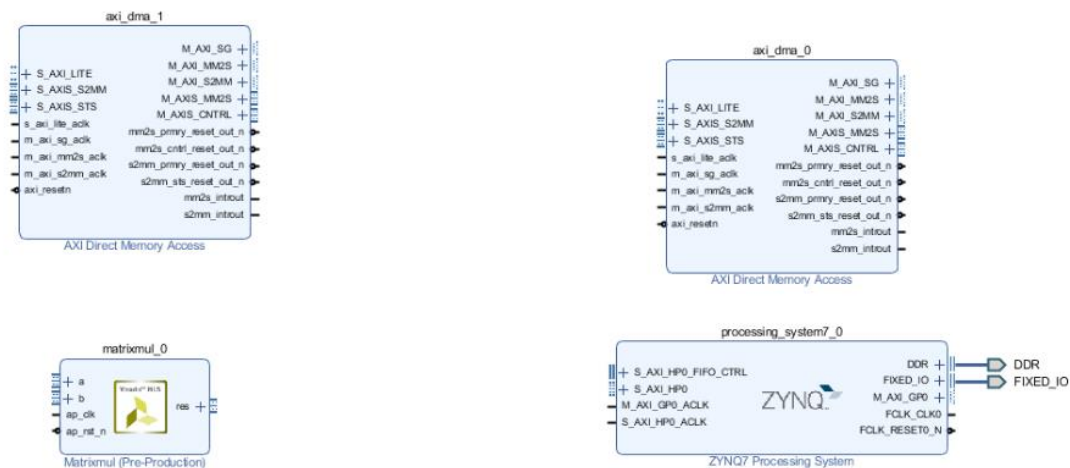 axi_dma_1
M_AXI_SG
M_AXI_MM2S
M_AXI_S2MM
M_AXIS_MM2S
M_AXIS_CNTRL
mm2s_prmry_reset_out_n
mm2s_cntrl_reset_out_n
s2mm_prmry_reset_out_n
s2mm_sts_reset_out_n
mm2s_introut
s2mm_introut
S_AXI_LITE
S_AXIS_S2MM
S_AXIS_STS
s_axi_lite_aclk
m_axi_sg_aclk
m_axi_mm2s_aclk
m_axi_s2mm_aclk
axi_resetn
AXI Direct Memory Access
axi_dma_0
M_AXI_SG
M_AXI_MM2S
M_AXI_S2MM
M_AXIS_MM2S
M_AXIS_CNTRL
mm2s_prmry_reset_out_n
mm2s_cntrl_reset_out_n
s2mm_prmry_reset_out_n
s2mm_sts_reset_out_n
mm2s_introut
s2mm_introut
S_AXI_LITE
S_AXIS_S2MM
S_AXIS_STS
s_axi_lite_aclk
m_axi_sg_aclk
m_axi_mm2s_aclk
m_axi_s2mm_aclk
axi_resetn
AXI Direct Memory Access
matrixmul_0
a
b
ap_clk
ap_rst_n
Vivado™ HLS
res
Matrixmul (Pre-Production)
processing_system7_0
S_AXI_HP0_FIFO_CTRL
S_AXI_HP0
M_AXI_GP0_ACLK
S_AXI_HP0_ACLK
ZYNQ
DDR
FIXED_IO
M_AXI_GP0
FCLK_CLK0
FCLK_RESET0_N
DDR
FIXED_IO
ZYNQ7 Processing System